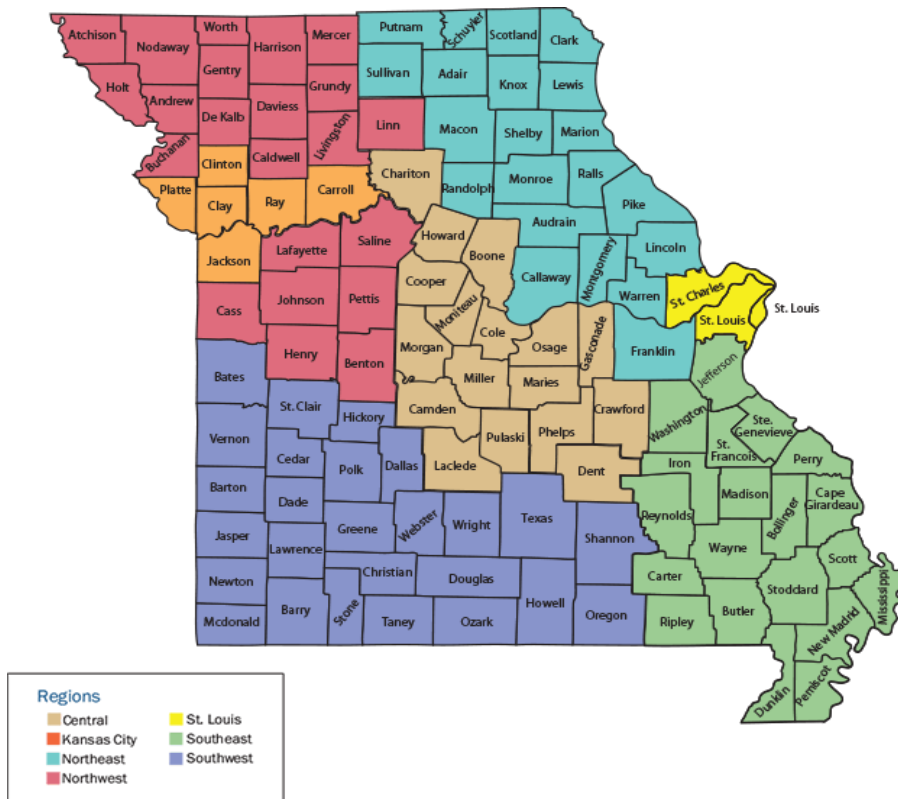 Atchison
Nodaway
Worth
Harrison
Mercer
Putnam
Schuyler
Scotland
Clark
Holt
Gentry
Grundy
Sullivan
Adair
Knox
Lewis
Andrew
De Kalb
Daviess
Livingston
Linn
Macon
Shelby
Marion
Buchanan
Clinton
Caldwell
Chariton
Randolph
Monroe
Ralls
Platte
Clay
Ray
Carroll
Pike
Howard
Audrain
Jackson
Lafayette
Saline
Boone
Callaway
Montgomery
Lincoln
Cass
Johnson
Pettis
Cooper
Moniteau
Warren
St. Charles
St. Louis
St. Louis
Henry
Benton
Morgan
Cole
Osage
Gasconade
Franklin
Jefferson
Bates
Miller
Maries
St. Clair
Hickory
Camden
Crawford
Washington
Ste.
Genevieve
Vernon
Cedar
Polk
Dallas
Laclede
Pulaski
Phelps
Dent
Iron
St.
Francois
Perry
Barton
Dade
Madison
Bollinger
Cape
Girardeau
Jasper
Lawrence
Greene
Webster
Wright
Texas
Shannon
Reynolds
Wayne
Scott
Newton
Christian
Douglas
Carter
Stoddard
Mississippi
Mcdonald
Barry
Stone
Taney
Ozark
Howell
Oregon
Ripley
Butler
New Madrid
Dunklin
Pemiscot
Regions
Central
Kansas City
Northeast
Northwest
St. Louis
Southeast
Southwest